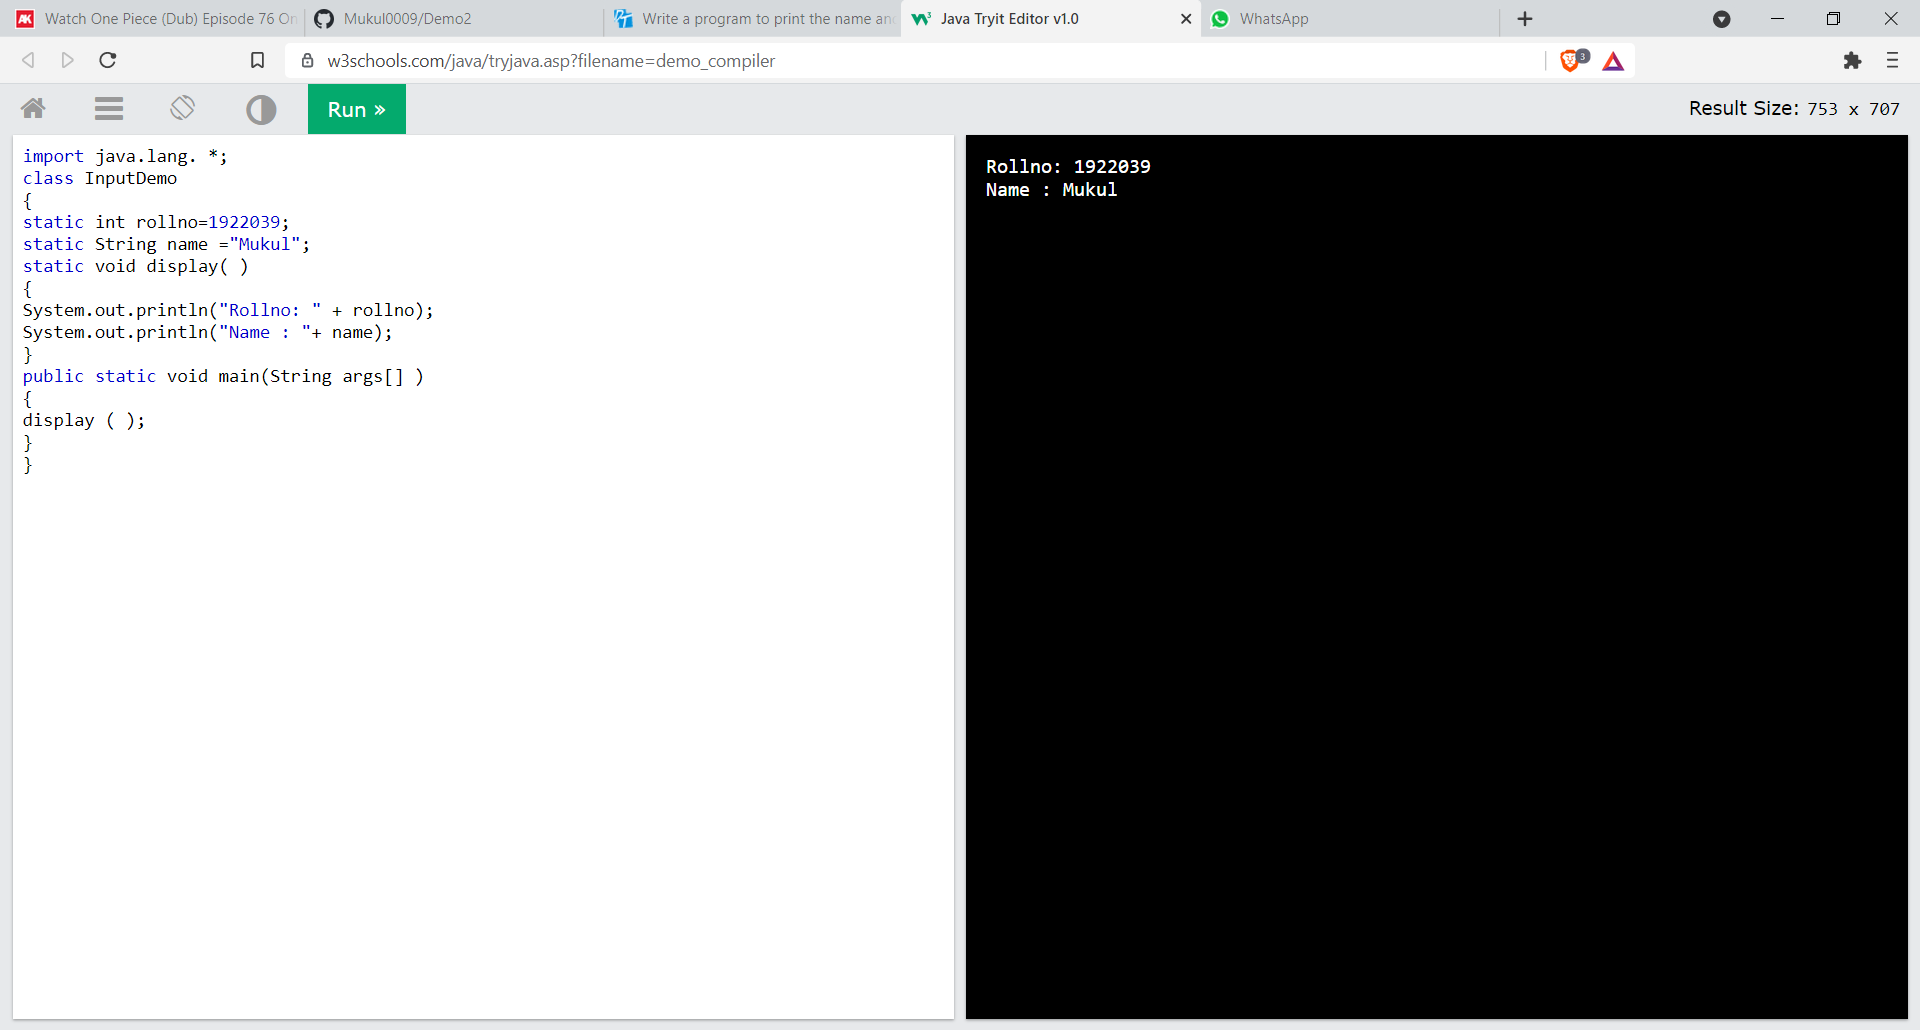 Watch One Piece (Dub) Episode 76 On
Mukul0009/Demo2
Write a program to print the name an
Java Tryit Editor v1.0
WhatsApp
w3schools.com/java/tryjava.asp?filename=demo_compiler
3
Run »
Result Size: 753 x 707
import java.lang. *;
class InputDemo
{
static int rollno=1922039;
static String name ="Mukul";
static void display( )
{
System.out.println("Rollno: " + rollno);
System.out.println("Name : "+ name);
}
public static void main(String args[] )
{
display ( );
}
}
Rollno: 1922039
Name : Mukul